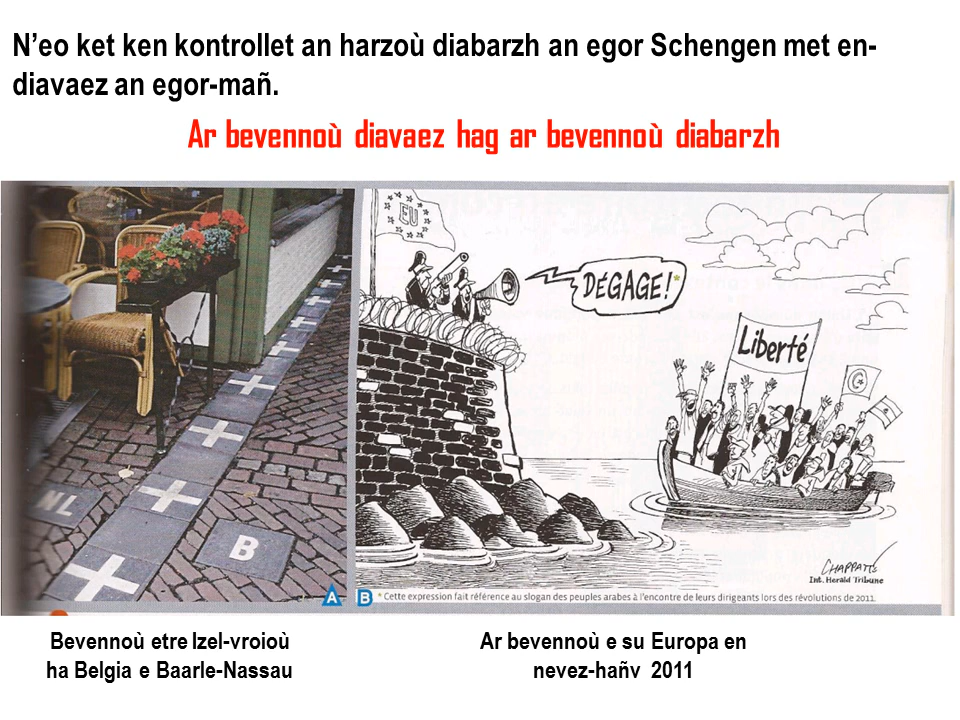 N’eo ket ken kontrollet an harzoù diabarzh an egor Schengen met en-
diavaez an egor-mañ.
Ar bevennoù diavaez hag ar bevennoù diabarzh
EU
DÉGAGE!*
Liberté
NL
B
CHAPPATTE
Int. Herald Tribune
A
B
* Cette expression fait référence au slogan des peuples arabes à l'encontre de leurs dirigeants lors des révolutions de 2011.
Bevennoù etre Izel-vroioù
ha Belgia e Baarle-Nassau
Ar bevennoù e su Europa en
nevez-hañv 2011